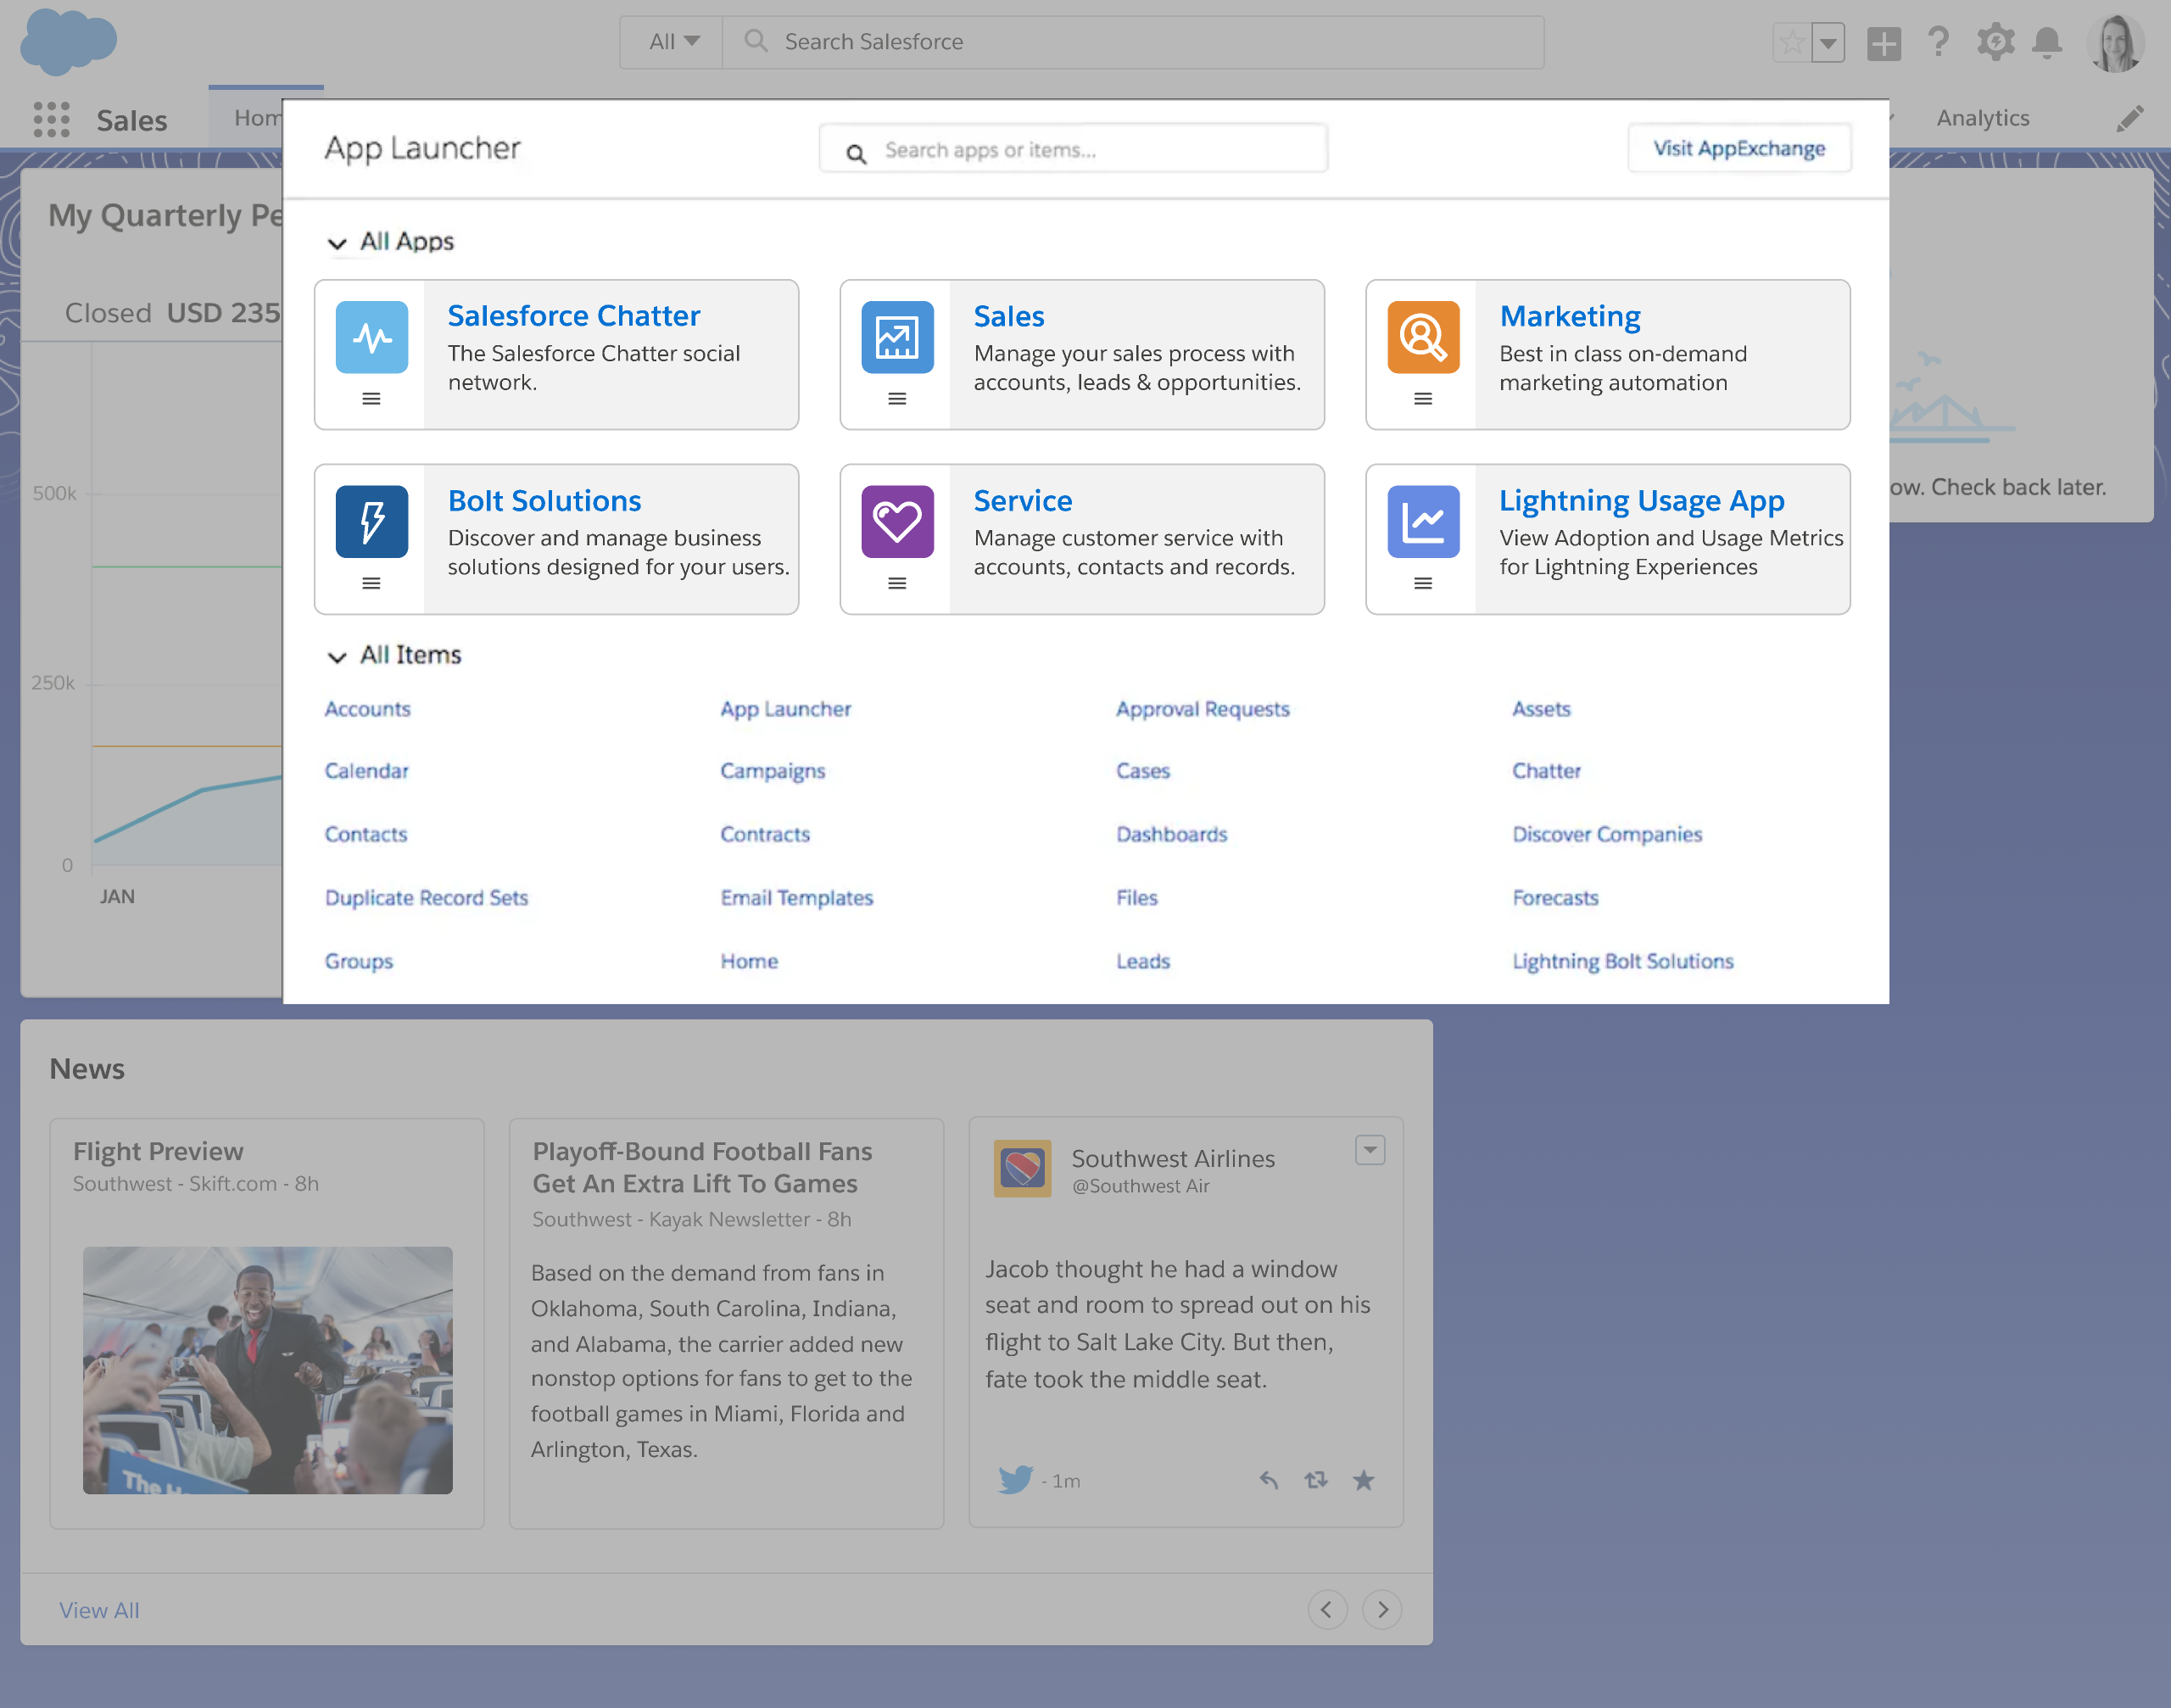 All
Search Salesforce
Sales
Hom
Analytics
App Launcher
Search apps or items...
Visit AppExchange
My Quarterly Pe
Closed USD 235
500k
250k
0
JAN
All Apps
Salesforce Chatter
The Salesforce Chatter social
network.
Sales
Manage your sales process with
accounts, leads & opportunities.
Marketing
Best in class on-demand
marketing automation
Bolt Solutions
Discover and manage business
solutions designed for your users.
Service
Manage customer service with
accounts, contacts and records.
Lightning Usage App
View Adoption and Usage Metrics
for Lightning Experiences
ow. Check back later.
All Items
Accounts
App Launcher
Approval Requests
Assets
Calendar
Campaigns
Cases
Chatter
Contacts
Contracts
Dashboards
Discover Companies
Duplicate Record Sets
Email Templates
Files
Forecasts
Groups
Home
Leads
Lightning Bolt Solutions
News
Flight Preview
Southwest - Skift.com - 8h
The H
Playoff-Bound Football Fans
Get An Extra Lift To Games
Southwest - Kayak Newsletter - 8h
Based on the demand from fans in
Oklahoma, South Carolina, Indiana,
and Alabama, the carrier added new
nonstop options for fans to get to the
football games in Miami, Florida and
Arlington, Texas.
Southwest Airlines
@Southwest Air
Jacob thought he had a window
seat and room to spread out on his
flight to Salt Lake City. But then,
fate took the middle seat.
- 1m
View All